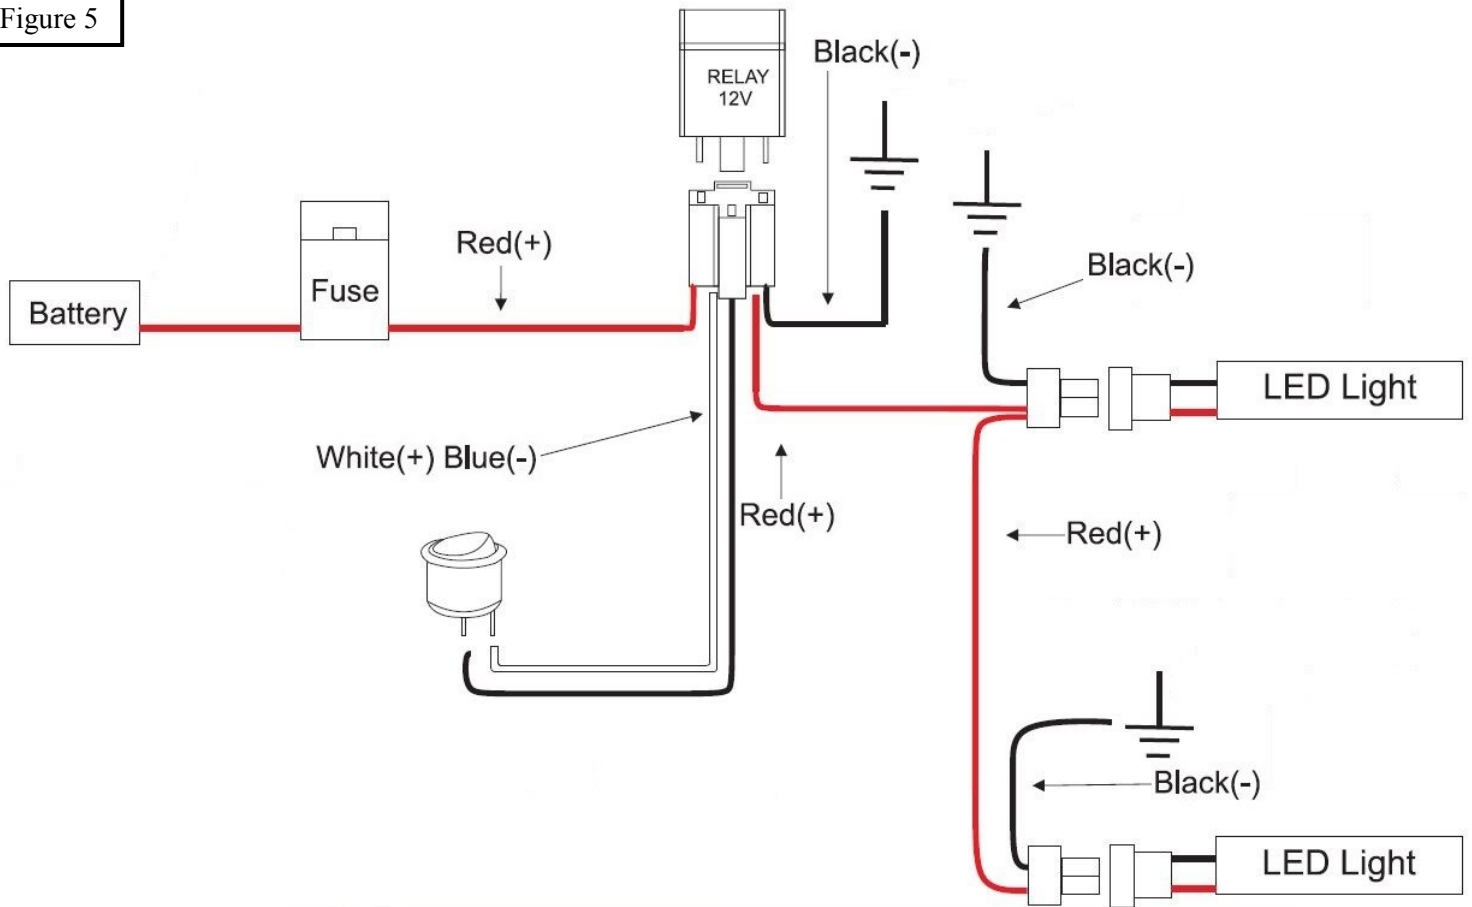 Figure 5
RELAY
12V
Black(-)
Red(+)
Black(-)
Battery
Fuse
LED Light
White(+) Blue(-)
Red(+)
Red(+)
Black(-)
LED Light